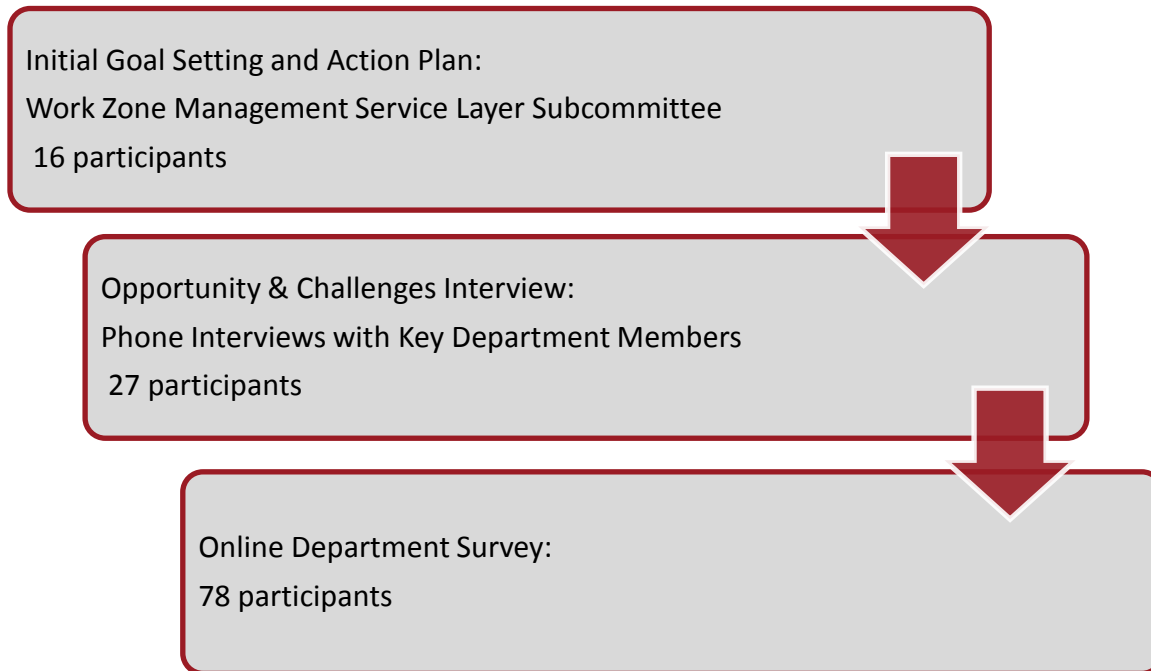 Initial Goal Setting and Action Plan:
Work Zone Management Service Layer Subcommittee
16 participants
Opportunity & Challenges Interview:
Phone Interviews with Key Department Members
27 participants
Online Department Survey:
78 participants